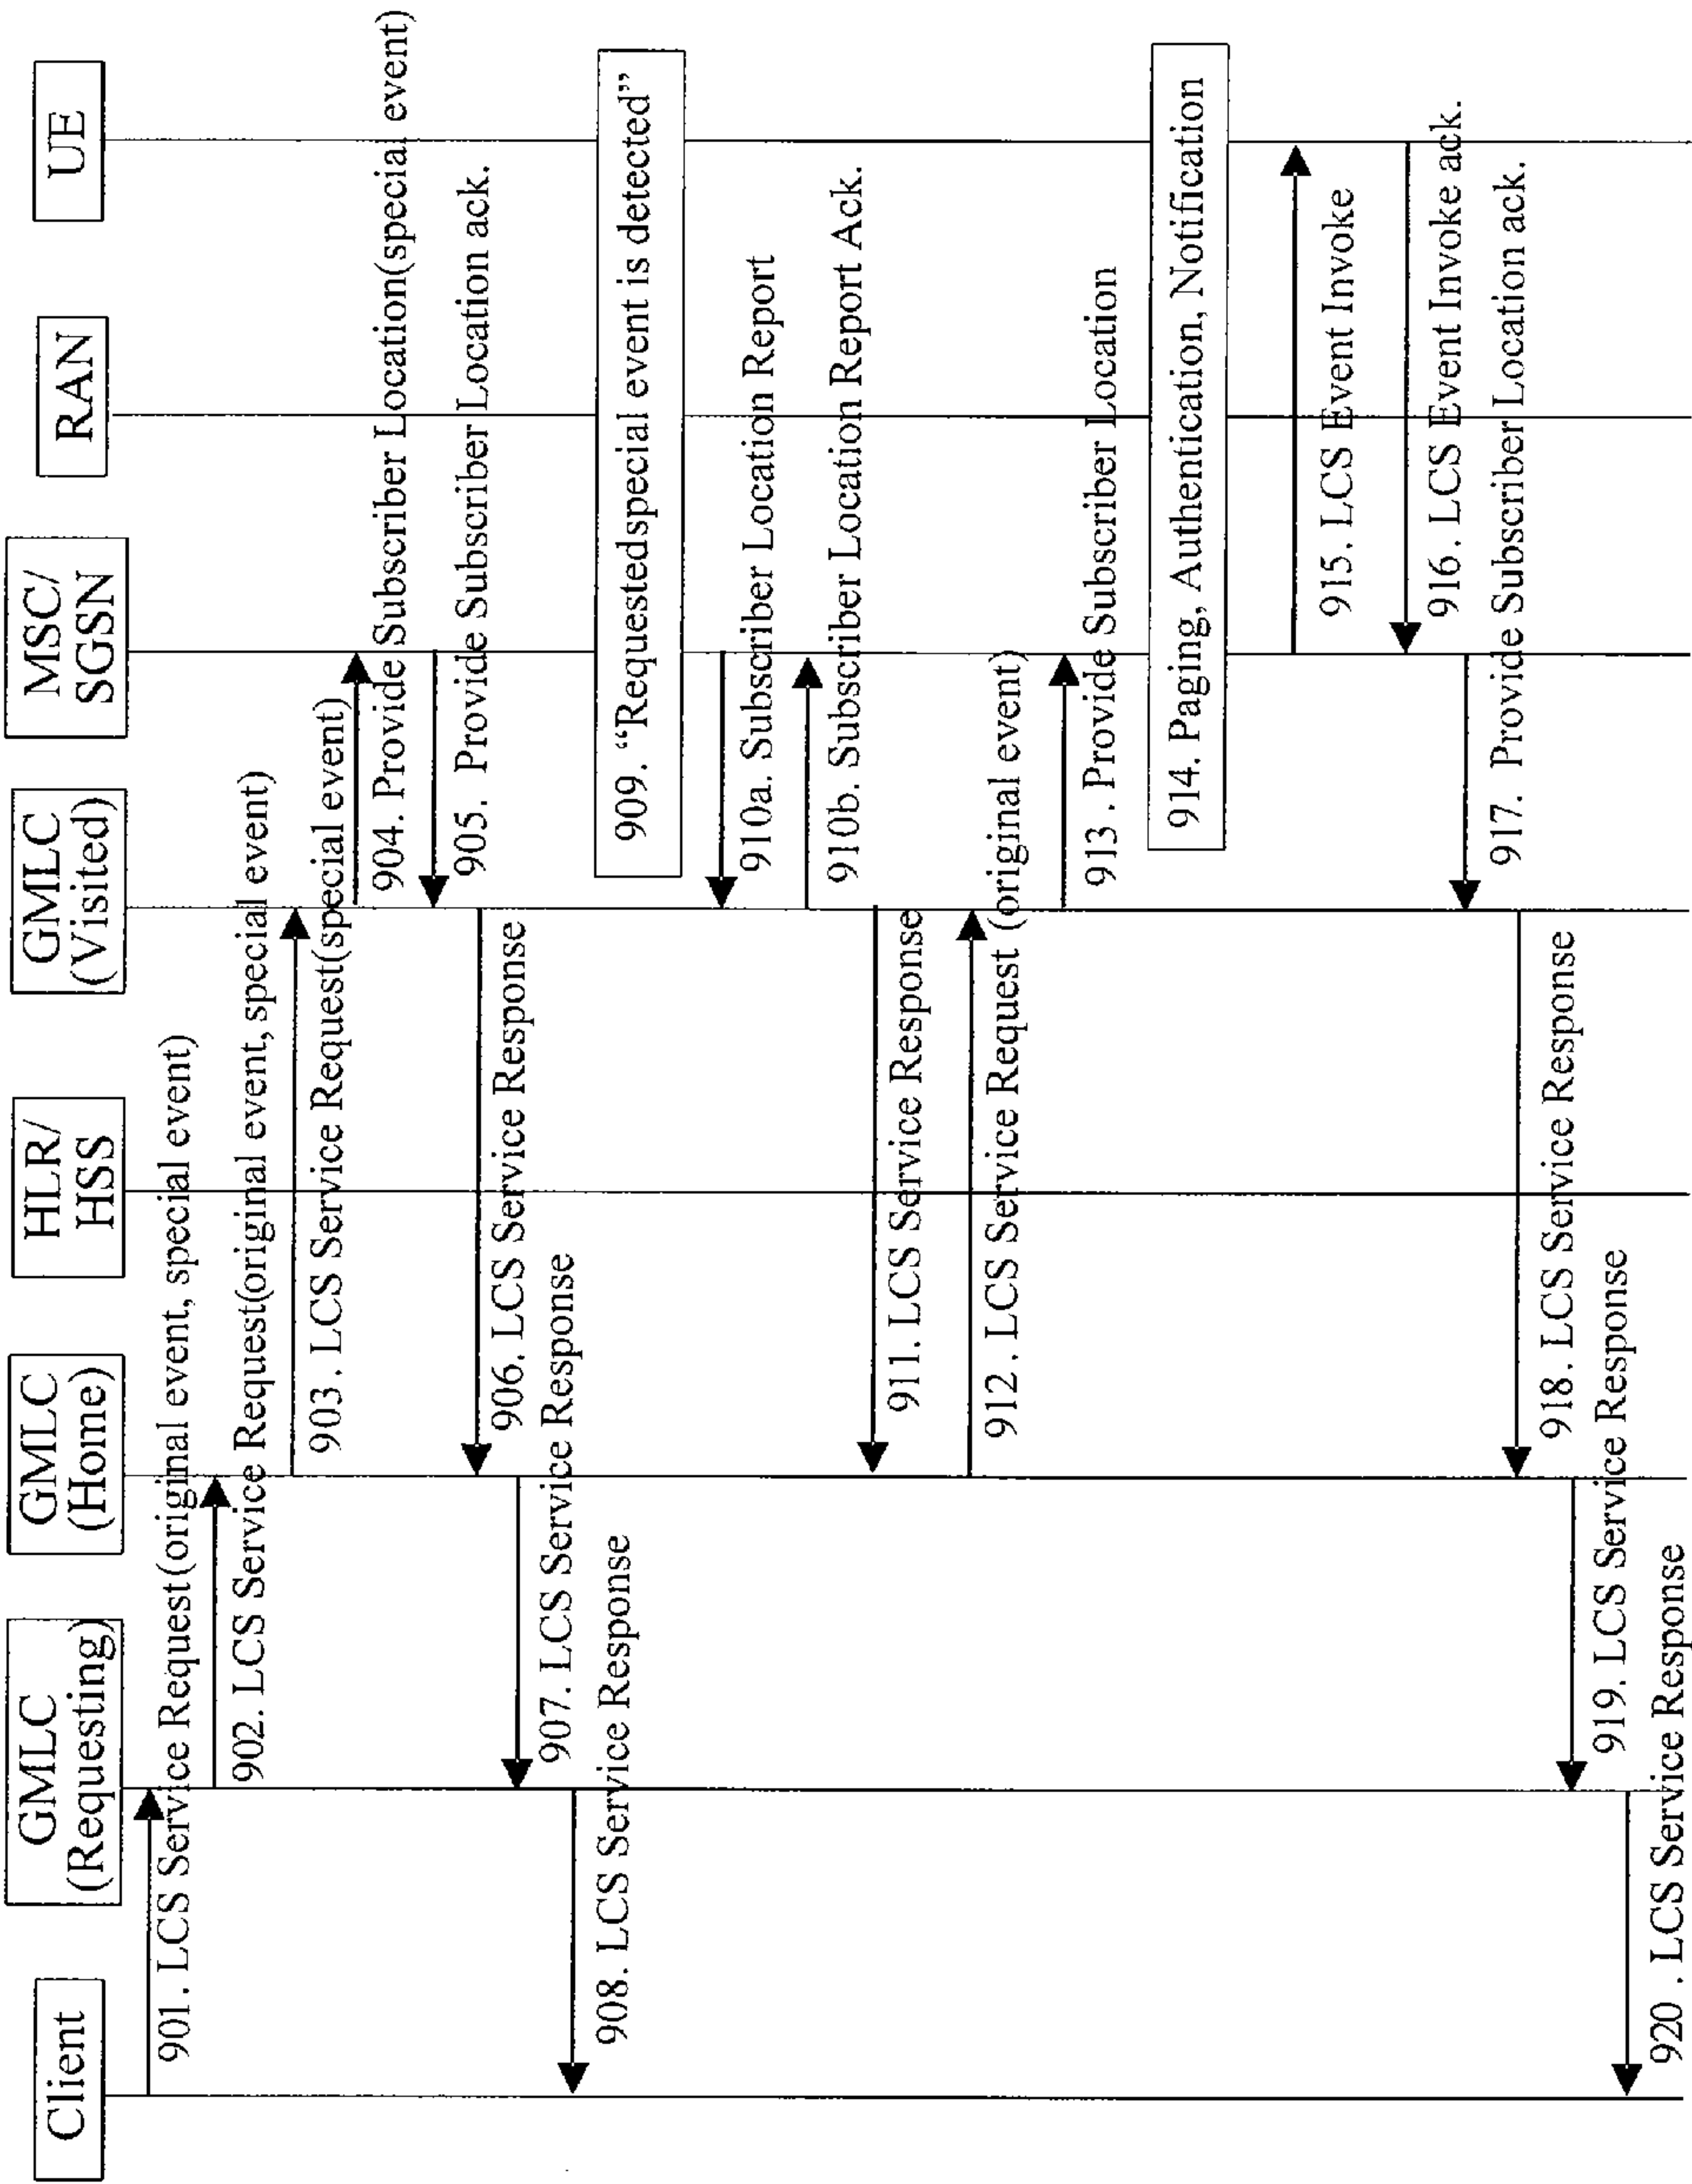 Client
GMLC
(Requesting)
GMLC
(Home)
HLR/
HSS
GMLC
(Visited)
MSC/
SGSN
RAN
UE
901. LCS Service Request(original event, special event)
902. LCS Service Request(original event, special event)
903. LCS Service Request(special event)
904. Provide Subscriber Location(special event)
905. Provide Subscriber Location ack.
906. LCS Service Response
907. LCS Service Response
908. LCS Service Response
909. “Requestedspecial event is detected”
910a. Subscriber Location Report
910b. Subscriber Location Report Ack.
911. LCS Service Response
912. LCS Service Request (original event)
913. Provide Subscriber Location
914. Paging, Authentication, Notification
915. LCS Event Invoke
916. LCS Event Invoke ack.
917. Provide Subscriber Location ack.
918. LCS Service Response
919. LCS Service Response
920. LCS Service Response